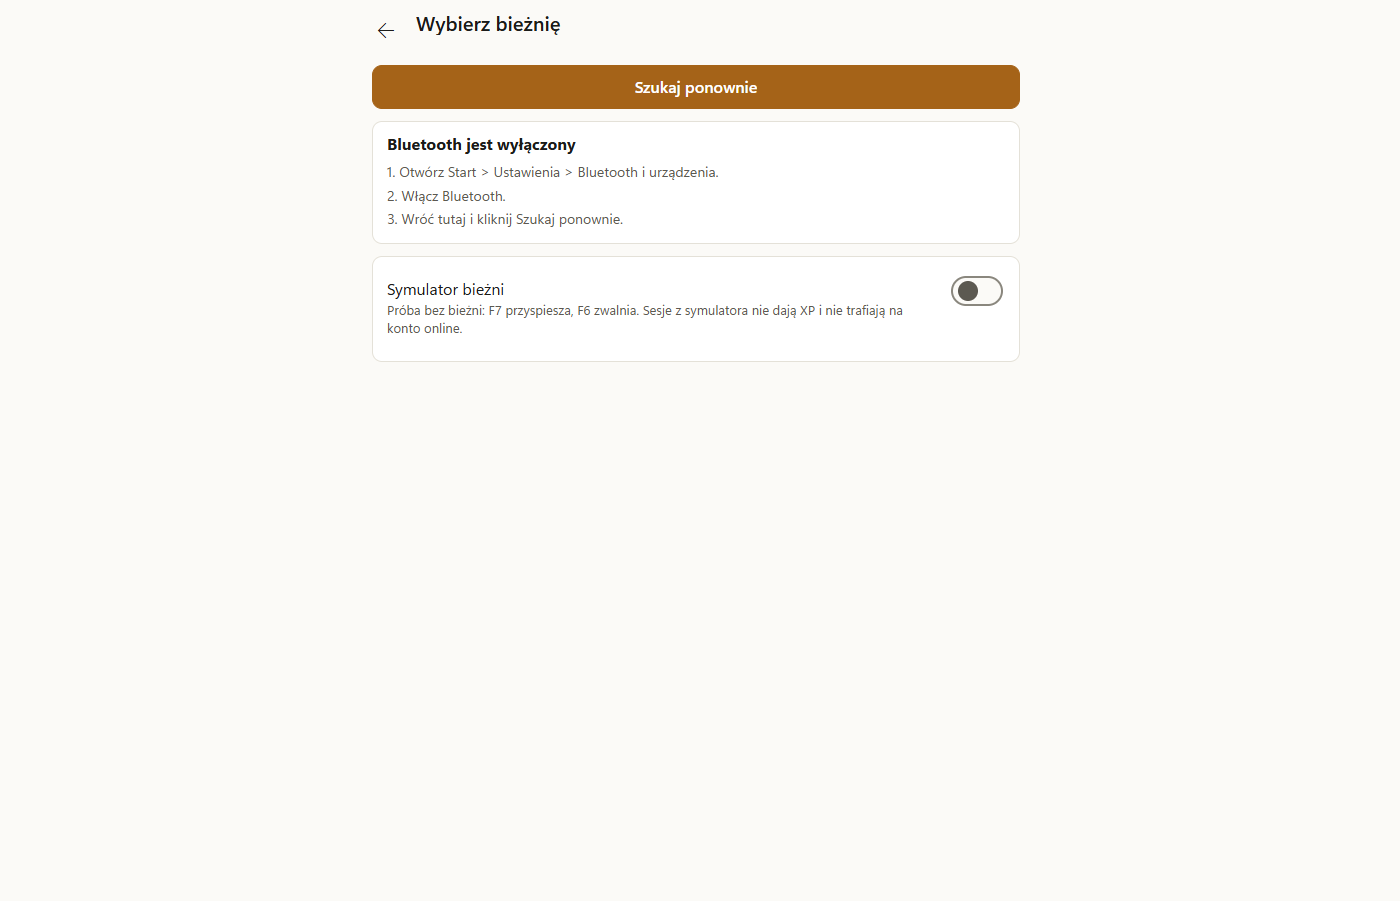 Wybierz bieżnię
Szukaj ponownie
Bluetooth jest wyłączony
1. Otwórz Start > Ustawienia > Bluetooth i urządzenia.
2. Włącz Bluetooth.
3. Wróć tutaj i kliknij Szukaj ponownie.
Symulator bieżni
Próba bez bieżni: F7 przyspiesza, F6 zwalnia. Sesje z symulatora nie dają XP i nie trafiają na
konto online.